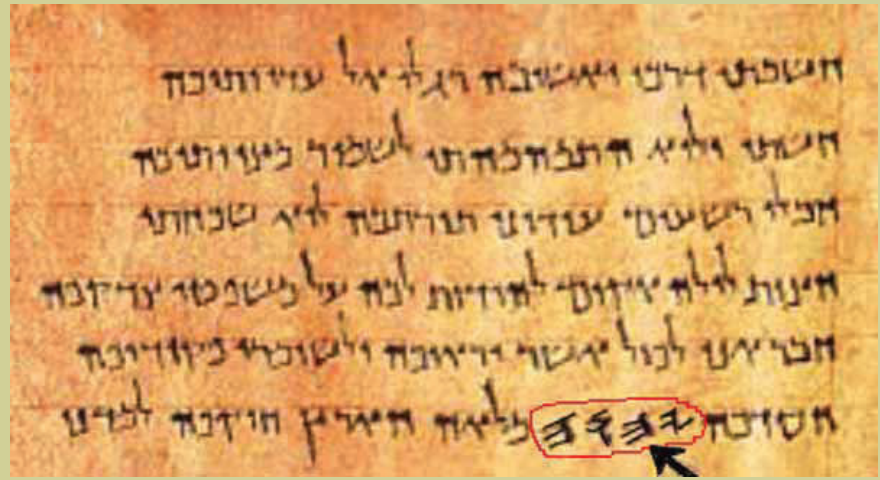 חשבתי דרכי ואשיבה רגלי אל עדוותיכה
חשתי ולוא התמהמהתי לשמור מצוותיכה
חבלי רשעים עודוני תורתכה לוא שכחתי
חצות לילה אקום להודות לכה על משפטי צדקכה
חבר אני לכול אשר יראוכה ולשומרי פקודיכה
חסדכה 𐤉𐤄𐤅𐤄 מלאה הארץ חוקיכה למדני